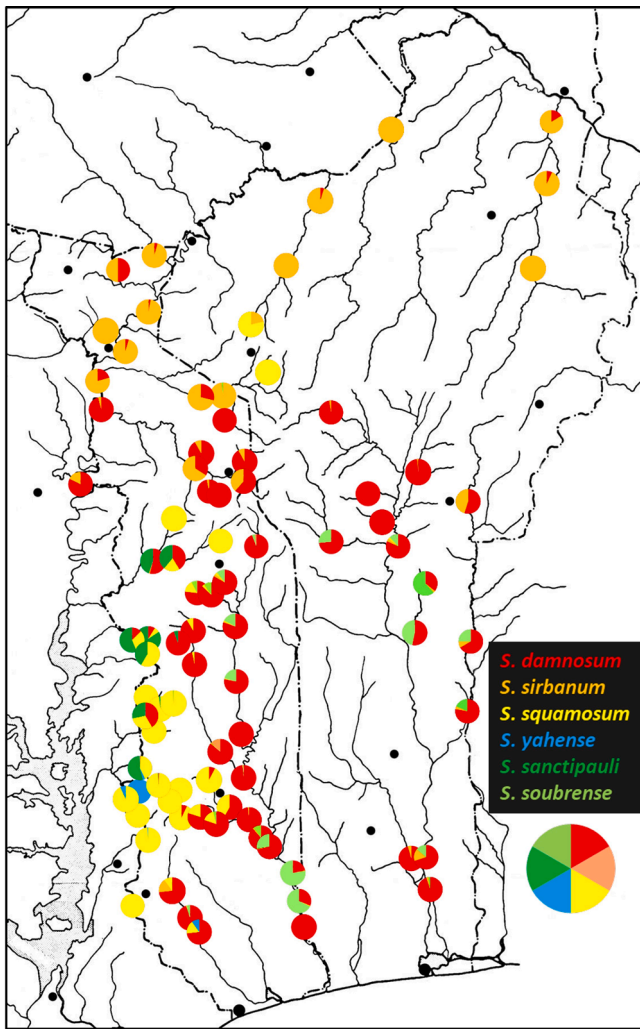 S. damnosum
S. sirbanum
S. squamosum
S. yahense
S. sanctipauli
S. soubrense